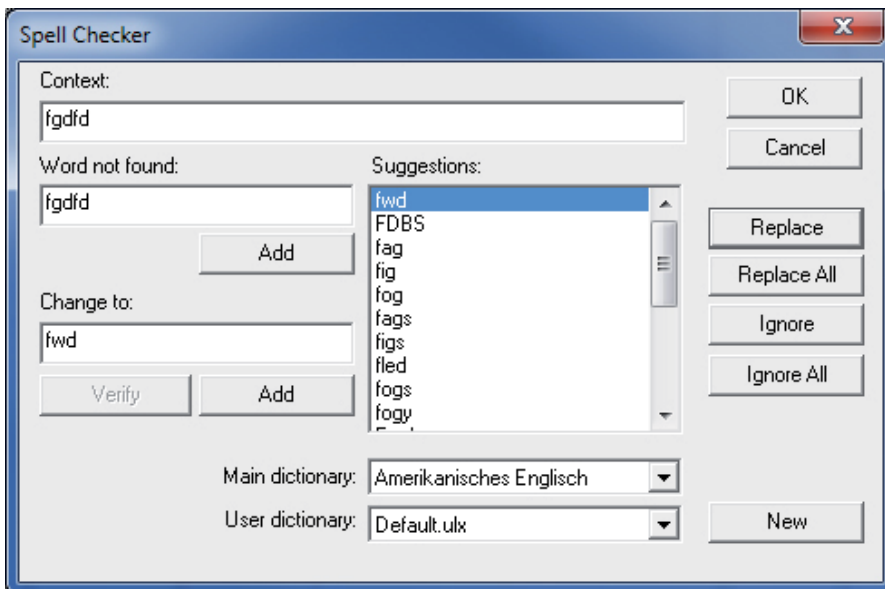 Spell Checker
Context:
fgdfd
OK
Cancel
Word not found:
fgdfd
Add
Change to:
fwd
Verify
Add
Suggestions:
fwd
FDBS
fag
fig
fog
fags
figs
fled
fogs
fogy
Replace
Replace All
Ignore
Ignore All
Main dictionary: Amerikanisches Englisch
User dictionary: Default.ulx
New